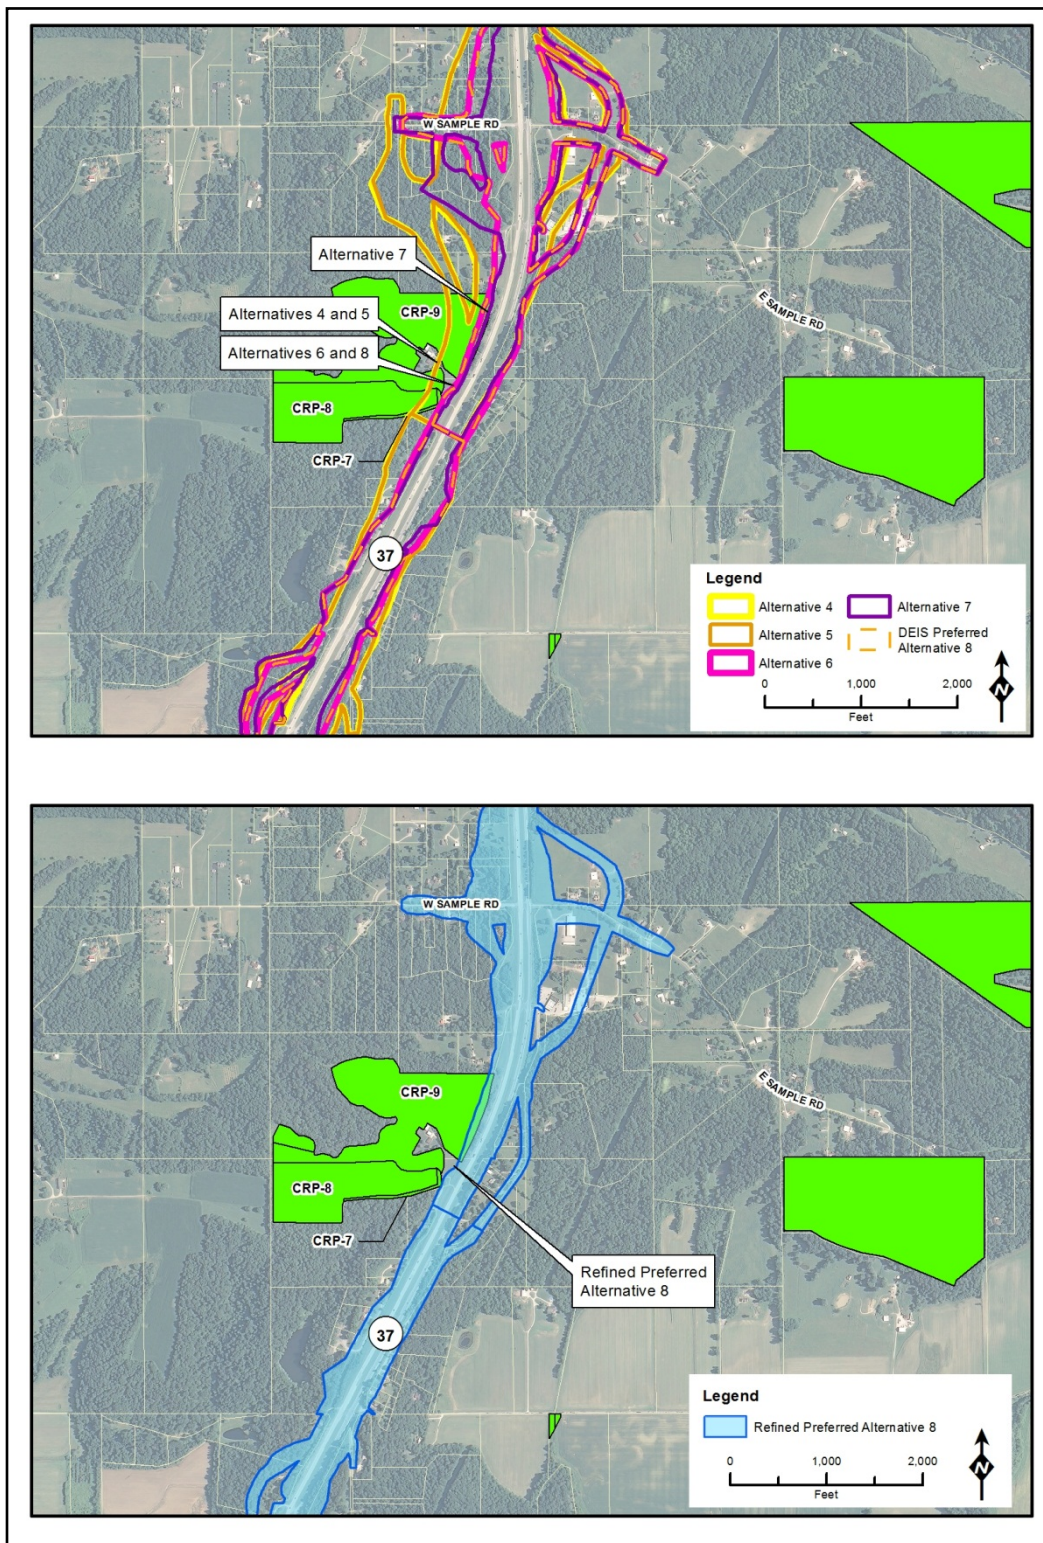 W SAMPLE RD
Alternative 7
CRP-9
Alternatives 4 and 5
Alternatives 6 and 8
E SAMPLE RD
CRP-8
CRP-7
37
Legend
Alternative 4
Alternative 5
Alternative 6
Alternative 7
DEIS Preferred
Alternative 8
0 1,000 2,000
Feet
N
W SAMPLE RD
CRP-9
E SAMPLE RD
CRP-8
CRP-7
Refined Preferred
Alternative 8
37
Legend
Refined Preferred Alternative 8
0 1,000 2,000
Feet
N